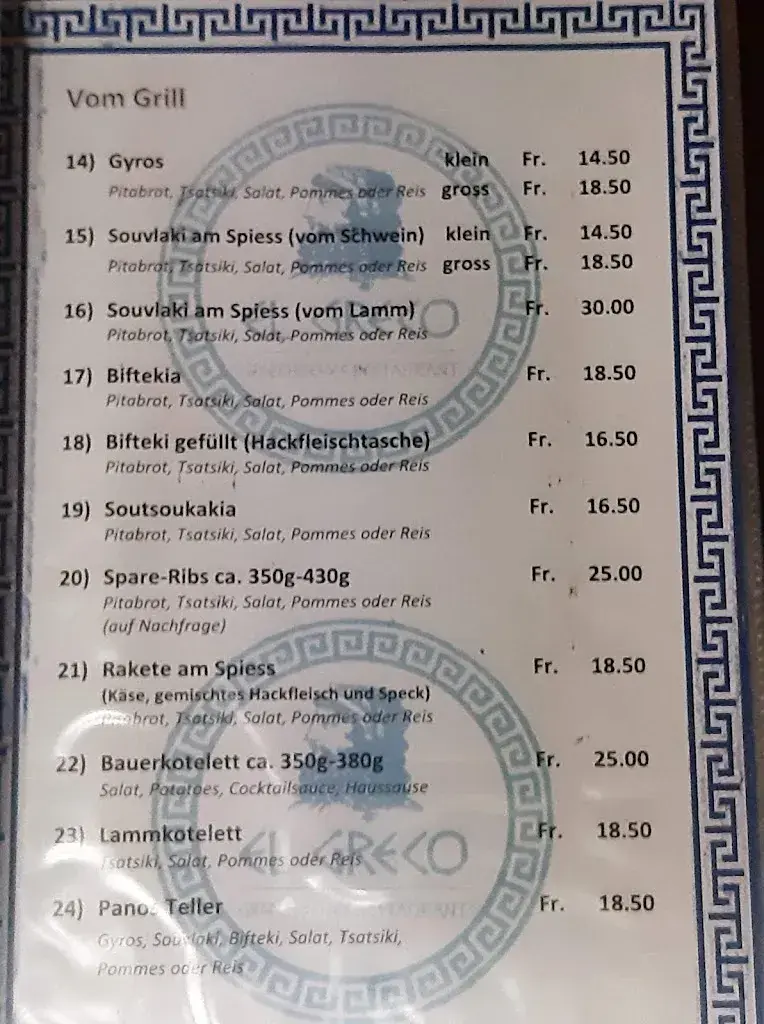 Vom Grill
14) Gyros klein Fr. 14.50
Pitabrot, Tsatsiki, Salat, Pommes oder Reis gross Fr. 18.50
15) Souvlaki am Spiess (vom Schwein) klein Fr. 14.50
Pitabrot, Tsatsiki, Salat, Pommes oder Reis gross Fr. 18.50
16) Souvlaki am Spiess (vom Lamm) Fr. 30.00
Pitabrot, Tsatsiki, Salat, Pommes oder Reis
EL GRECO
17) Biftekia Fr. 18.50
Pitabrot, Tsatsiki, Salat, Pommes oder Reis
18) Bifteki gefüllt (Hackfleischtasche) Fr. 16.50
Pitabrot, Tsatsiki, Salat, Pommes oder Reis
19) Soutsoukakia Fr. 16.50
Pitabrot, Tsatsiki, Salat, Pommes oder Reis
20) Spare-Ribs ca. 350g-430g Fr. 25.00
Pitabrot, Tsatsiki, Salat, Pommes oder Reis
(auf Nachfrage)
21) Rakete am Spiess Fr. 18.50
(Käse, gemischtes Hackfleisch und Speck)
Pitabrot, Tsatsiki, Salat, Pommes oder Reis
22) Bauerkotelett ca. 350g-380g Fr. 25.00
Salat, Potatoes, Cocktailsauce, Haussause
23) Lammkotelett Fr. 18.50
Tsatsiki, Salat, Pommes oder Reis
EL GRECO
24) Panos Teller Fr. 18.50
Gyros, Souvlaki, Bifteki, Salat, Tsatsiki,
Pommes oder Reis